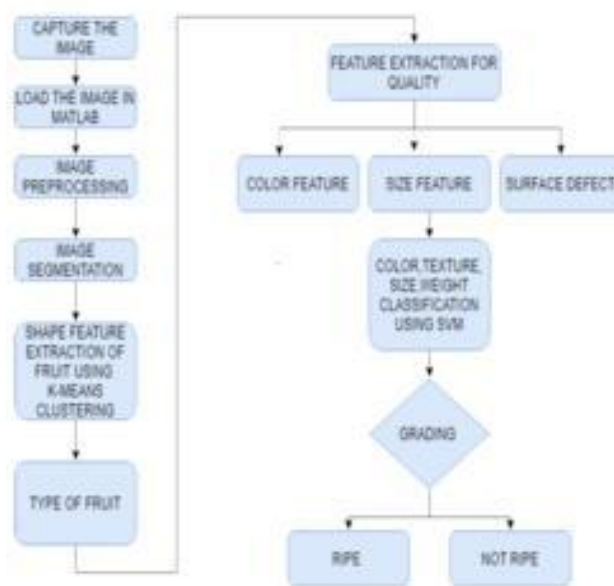 CAPTURE THE
IMAGE
LOAD THE IMAGE IN
MATLAB
IMAGE
PREPROCESSING
IMAGE
SEGMENTATION
SHAPE FEATURE
EXTRACTION OF
FRUIT USING
K-MEANS
CLUSTERING
TYPE OF FRUIT
FEATURE EXTRACTION FOR
QUALITY
COLOR FEATURE
SIZE FEATURE
SURFACE DEFECT
COLOR,TEXTURE,
SIZE,WEIGHT
CLASSIFICATION
USING SVM
GRADING
RIPE
NOT RIPE